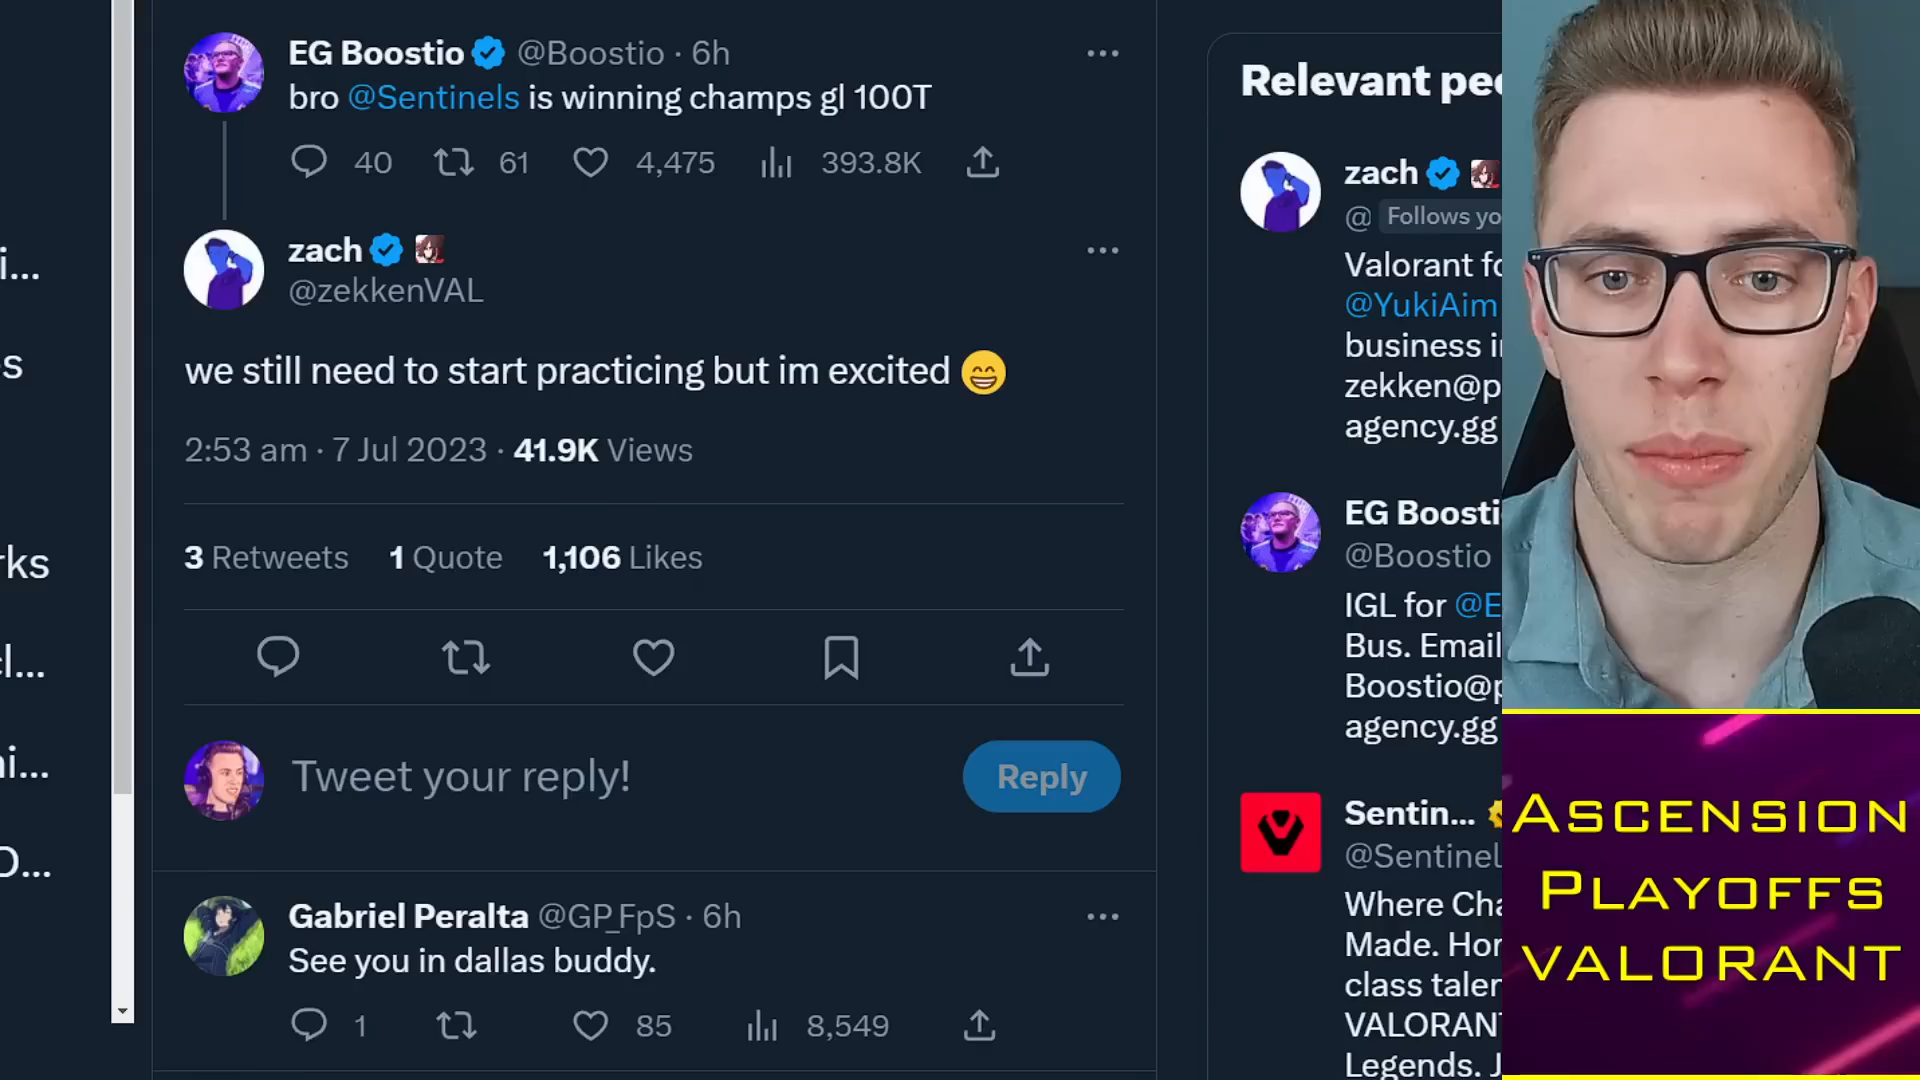 EG Boostio @Boostio · 6h
bro @Sentinels is winning champs gl 100T
40 61 4,475 393.8K
zach
@zekkenVAL
we still need to start practicing but im excited 😁
2:53 am · 7 Jul 2023 · 41.9K Views
3 Retweets 1 Quote 1,106 Likes
Tweet your reply!
Reply
Gabriel Peralta @GP_FpS · 6h
See you in dallas buddy.
1 85 8,549
i...
s
rks
cl...
ni...
O...
Relevant pe
zach
@ Follows yo
Valorant fo
@YukiAim
business i
zekken@p
agency.gg
EG Boosti
@Boostio
IGL for @E
Bus. Email
Boostio@p
agency.gg
Sentin...
@Sentinel
Where Cha
Made. Hom
class taler
VALORANT
Legends. J
ASCENSION
PLAYOFFS
VALORANT